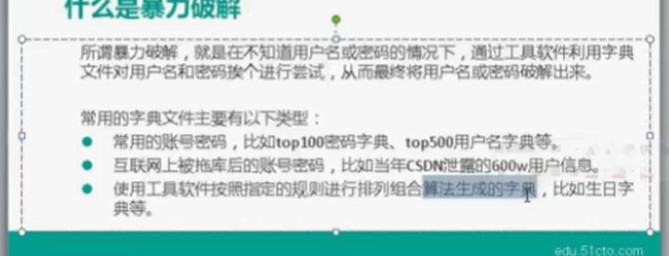 什么是暴力破解
所谓暴力破解，就是在不知道用户名或密码的情况下，通过工具软件利用字典
文件对用户名和密码挨个进行尝试，从而最终将用户名或密码破解出来。
常用的字典文件主要有以下类型：
常用的账号密码，比如top100密码字典、top500用户名字典等。
互联网上被拖库后的账号密码，比如当年CSDN泄露的600w用户信息。
使用工具软件按照指定的规则进行排列组合算法生成的字典，比如生日字
典等。
edu.51cto.com